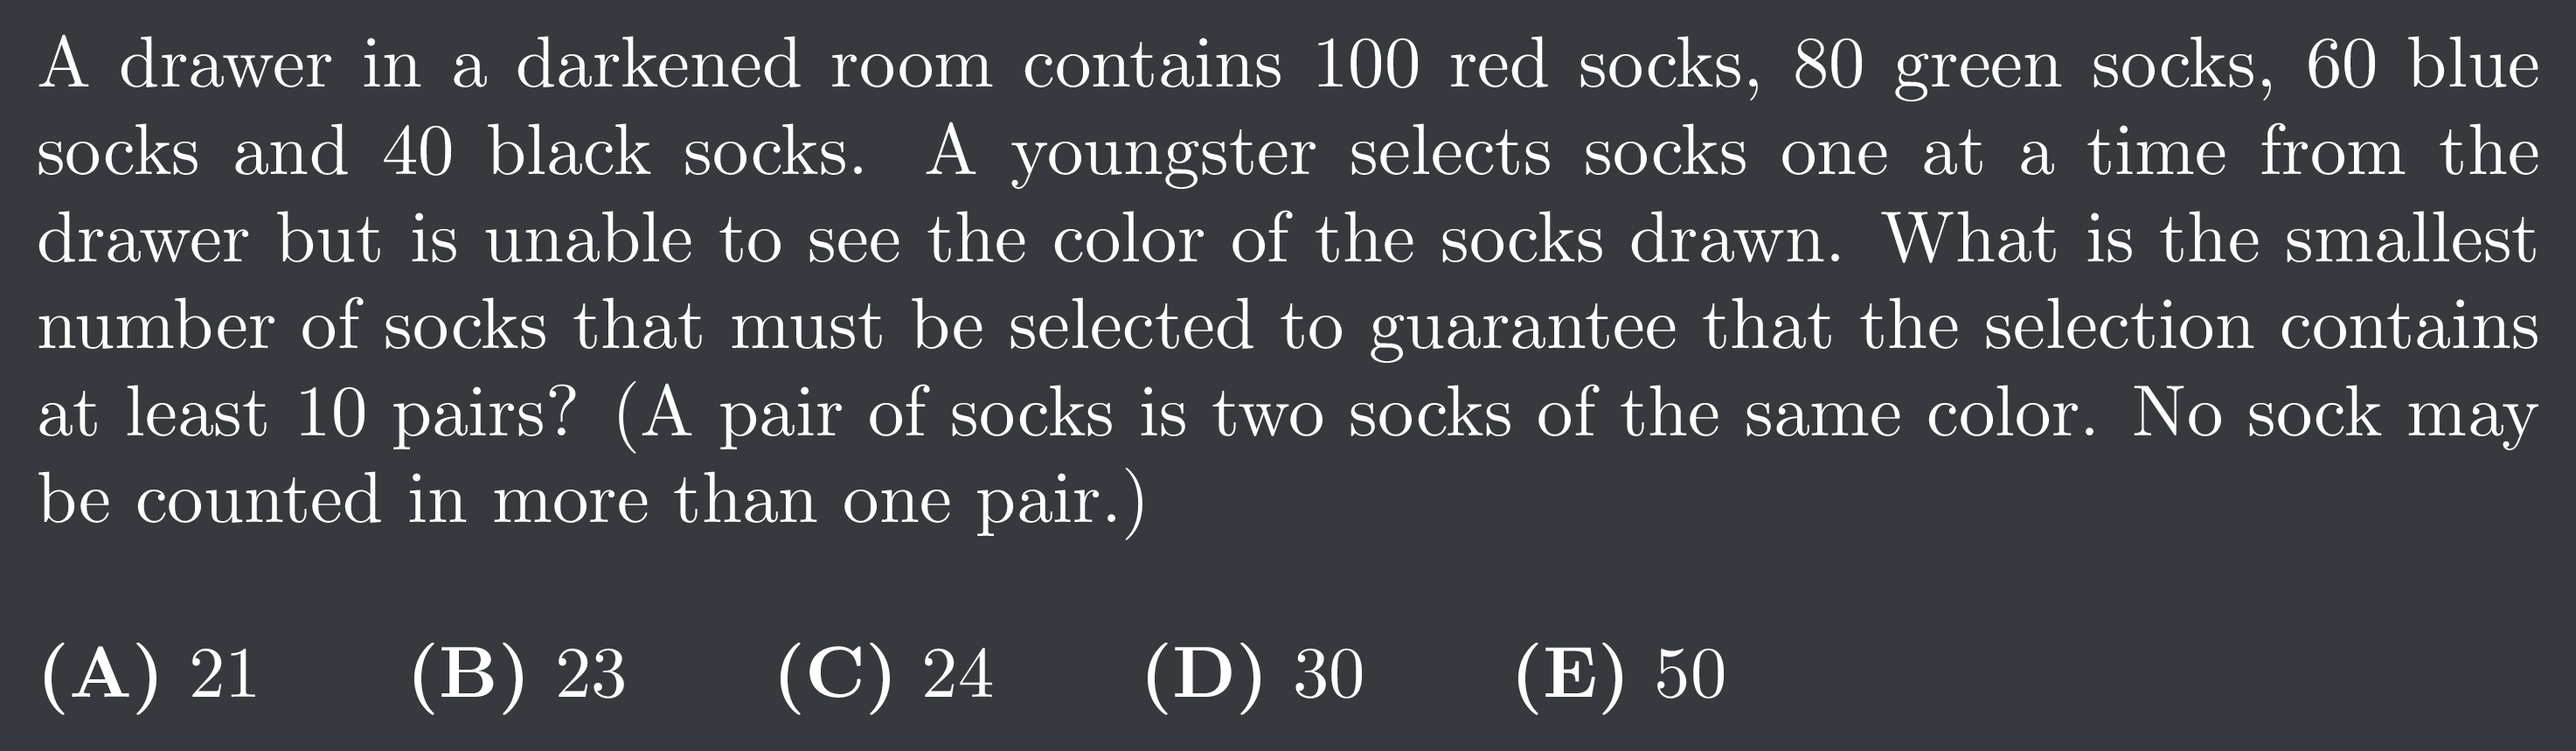 A drawer in a darkened room contains 100 red socks, 80 green socks, 60 blue
socks and 40 black socks. A youngster selects socks one at a time from the
drawer but is unable to see the color of the socks drawn. What is the smallest
number of socks that must be selected to guarantee that the selection contains
at least 10 pairs? (A pair of socks is two socks of the same color. No sock may
be counted in more than one pair.)
(A) 21 (B) 23 (C) 24 (D) 30 (E) 50